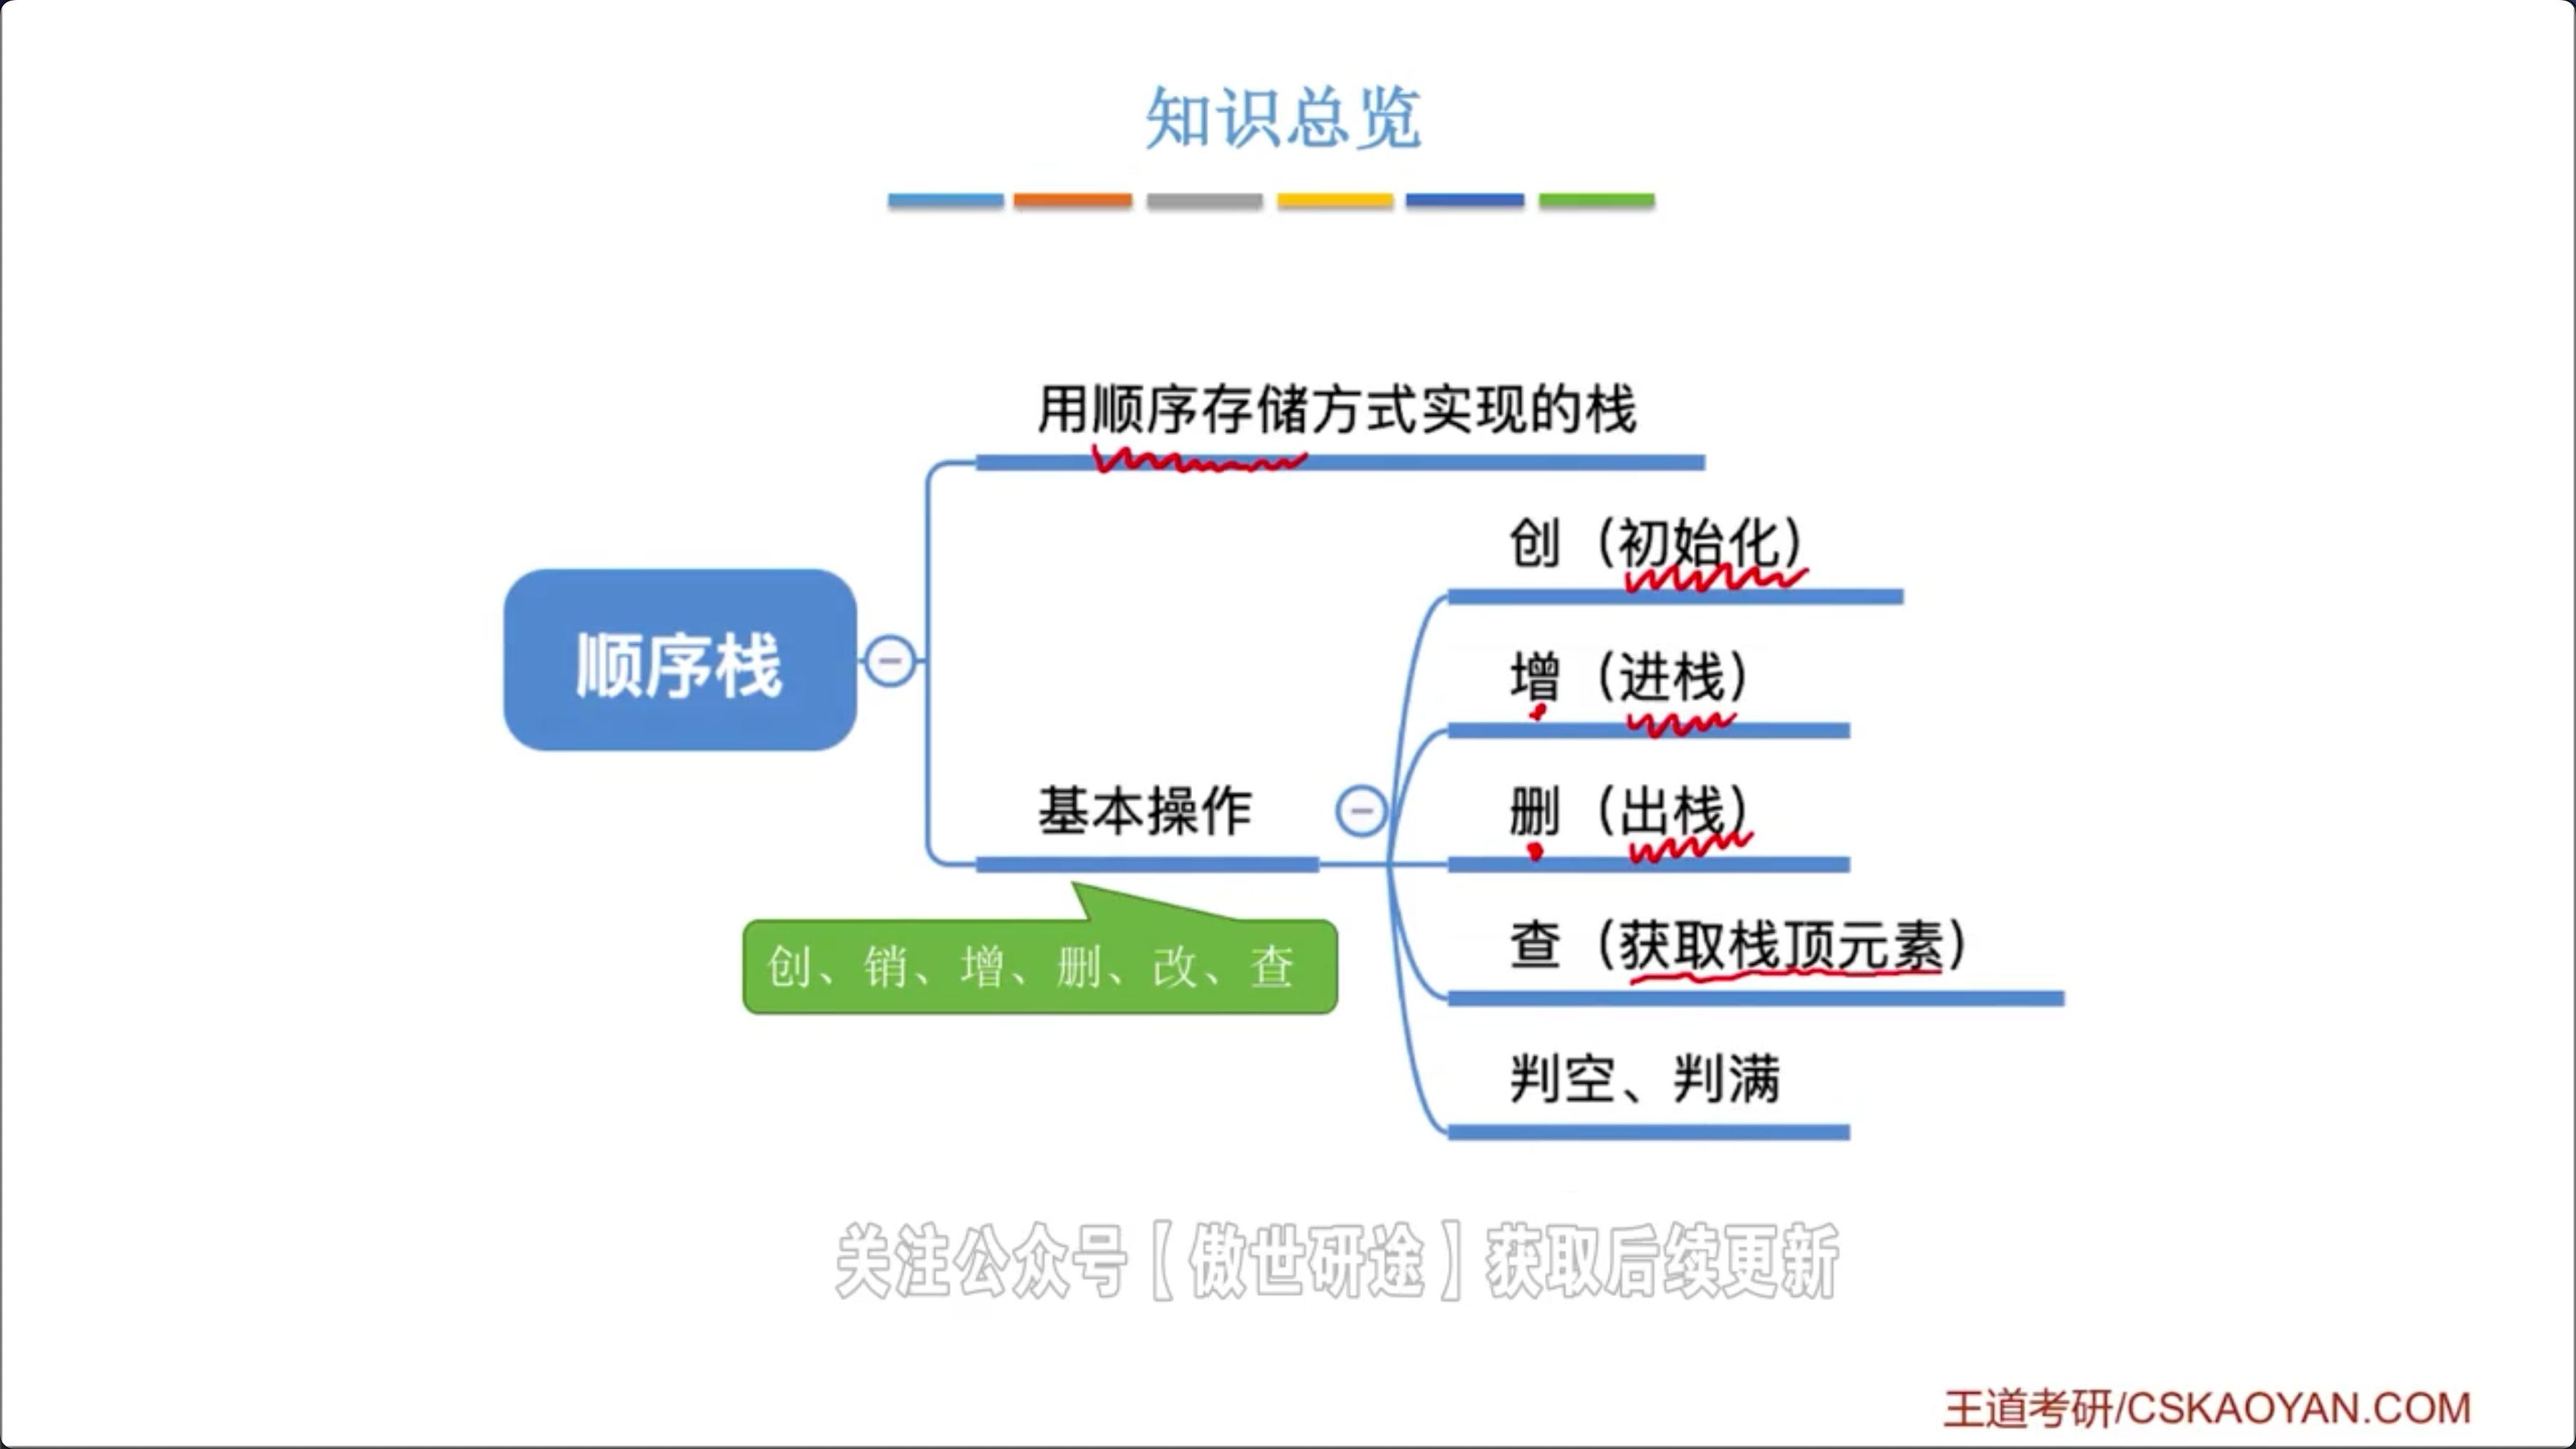 知识总览
用顺序存储方式实现的栈
创（初始化）
增（进栈）
顺序栈
删（出栈）
基本操作
查（获取栈顶元素）
创、销、增、删、改、查
判空、判满
关注公众号【傲世研途】获取后续更新
王道考研/CSKAOYAN.COM